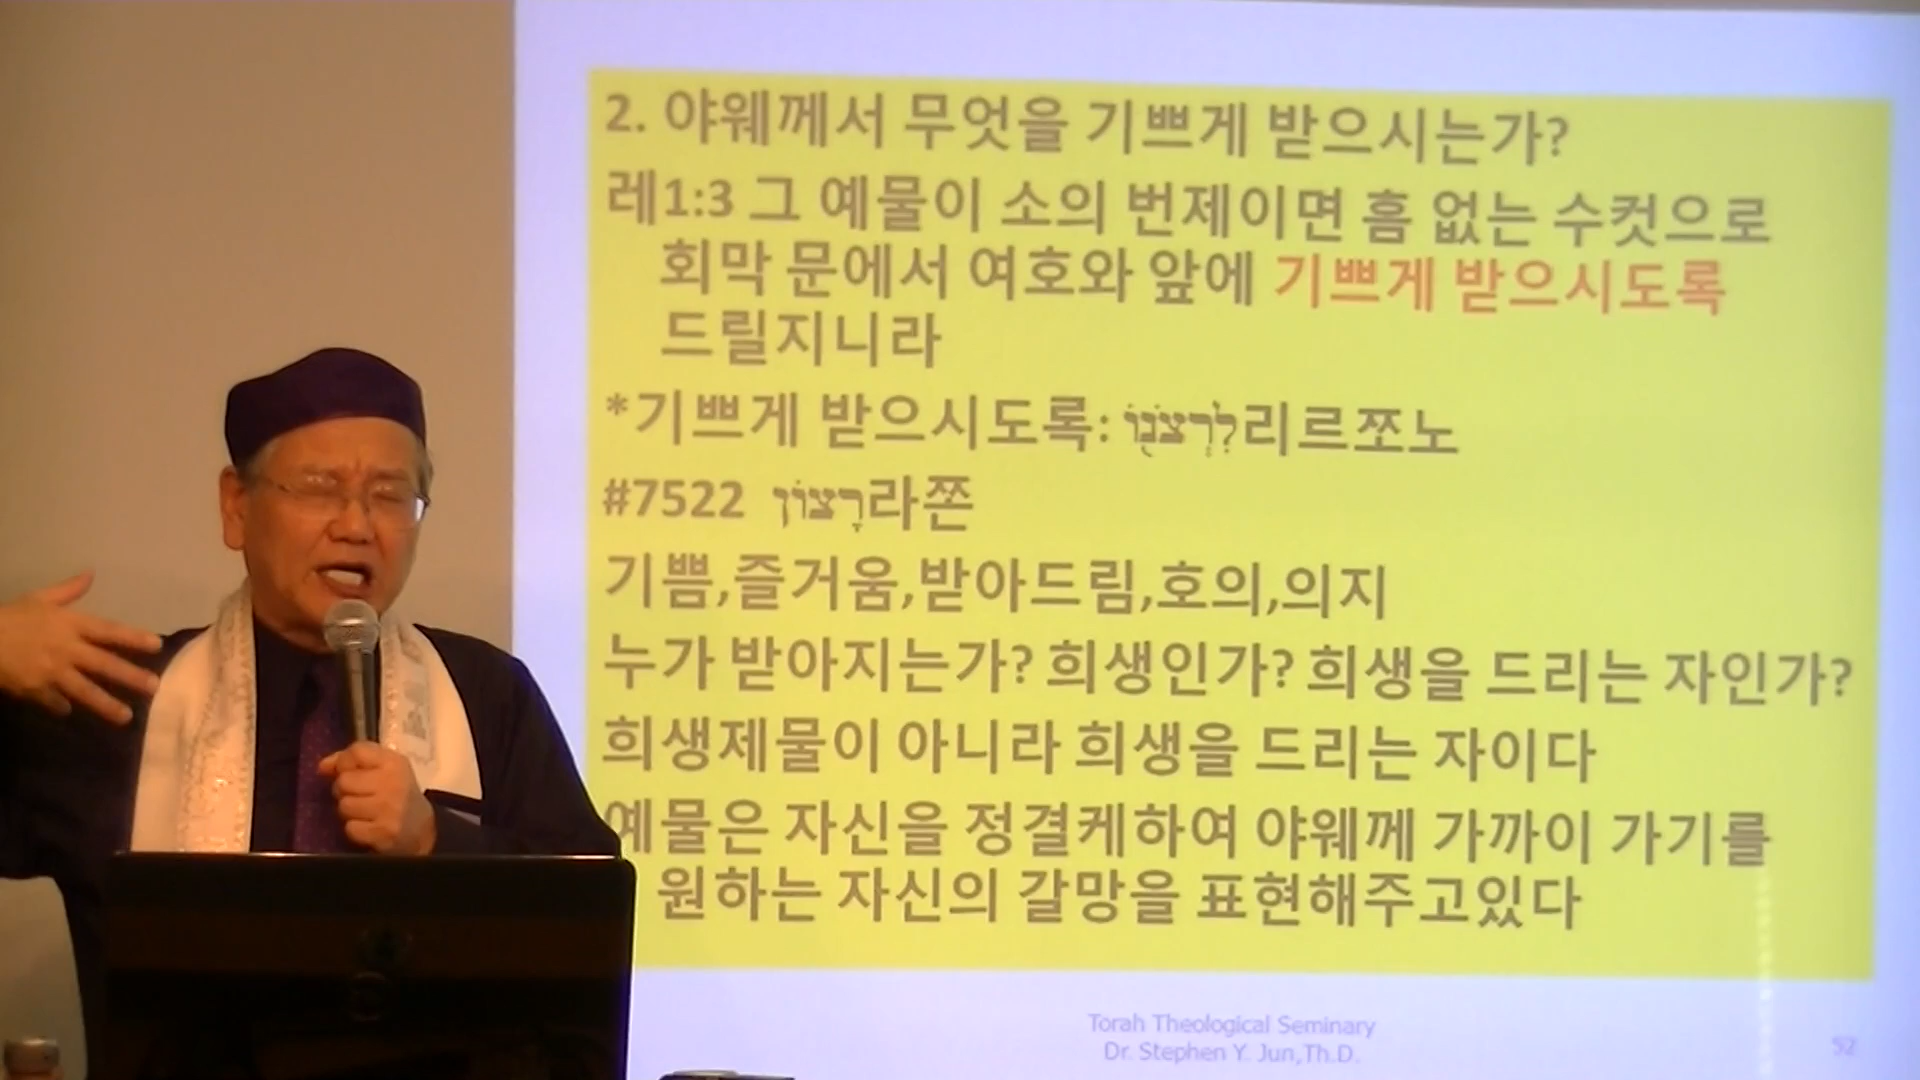 2. 야웨께서 무엇을 기쁘게 받으시는가?
레1:3 그 예물이 소의 번제이면 흠 없는 수컷으로
회막 문에서 여호와 앞에 기쁘게 받으시도록
드릴지니라
*기쁘게 받으시도록: לִרְצֹנֹו리르쪼노
#7522 רָצוֹן라쫀
기쁨,즐거움,받아드림,호의,의지
누가 받아지는가? 희생인가? 희생을 드리는 자인가?
희생제물이 아니라 희생을 드리는 자이다
예물은 자신을 정결케하여 야웨께 가까이 가기를
원하는 자신의 갈망을 표현해주고있다
Torah Theological Seminary
Dr. Stephen Y. Jun,Th.D.
52